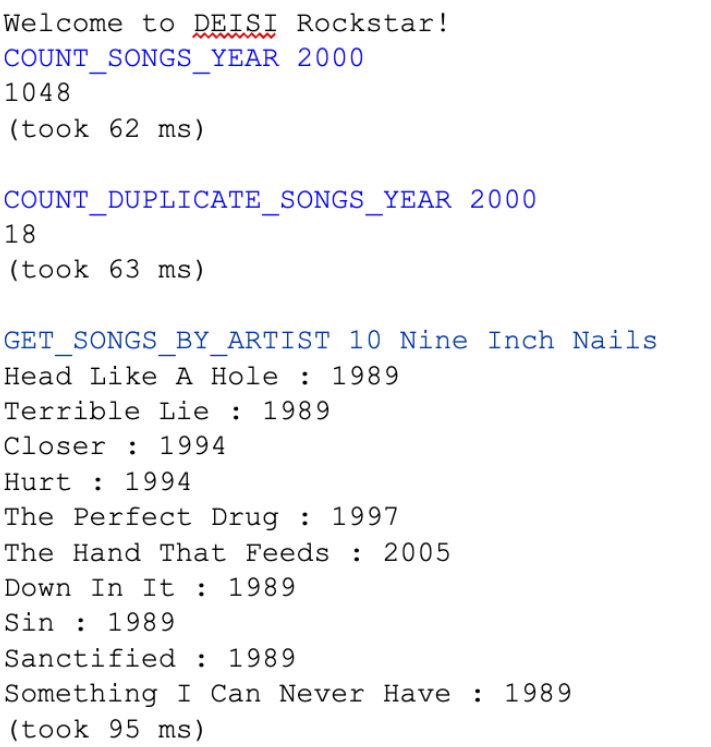 Welcome to DEISI Rockstar!
COUNT_SONGS_YEAR 2000
1048
(took 62 ms)
COUNT_DUPLICATE_SONGS_YEAR 2000
18
(took 63 ms)
GET_SONGS_BY_ARTIST 10 Nine Inch Nails
Head Like A Hole : 1989
Terrible Lie : 1989
Closer : 1994
Hurt : 1994
The Perfect Drug : 1997
The Hand That Feeds : 2005
Down In It : 1989
Sin : 1989
Sanctified : 1989
Something I Can Never Have : 1989
(took 95 ms)